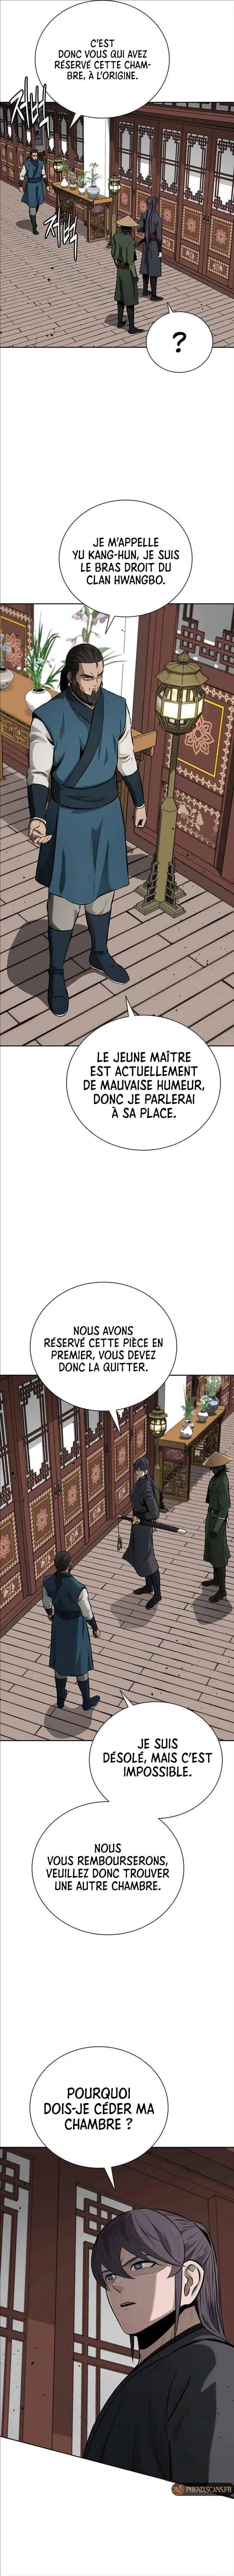 C'EST
DONC VOUS QUI AVEZ
RÉSERVÉ CETTE CHAM-
BRE, À L'ORIGINE.
?
JE M'APPELLE
YU KANG-HUN, JE SUIS
LE BRAS DROIT DU
CLAN HWANGBO.
LE JEUNE MAÎTRE
EST ACTUELLEMENT
DE MAUVAISE HUMEUR,
DONC JE PARLERAI
À SA PLACE.
NOUS AVONS
RÉSERVÉ CETTE PIÈCE EN
PREMIER, VOUS DEVEZ
DONC LA QUITTER.
JE SUIS
DÉSOLÉ, MAIS C'EST
IMPOSSIBLE.
NOUS
VOUS REMBOURSERONS,
VEUILLEZ DONC TROUVER
UNE AUTRE CHAMBRE.
POURQUOI
DOIS-JE CÉDER MA
CHAMBRE ?
PHENIXSCANS.FR